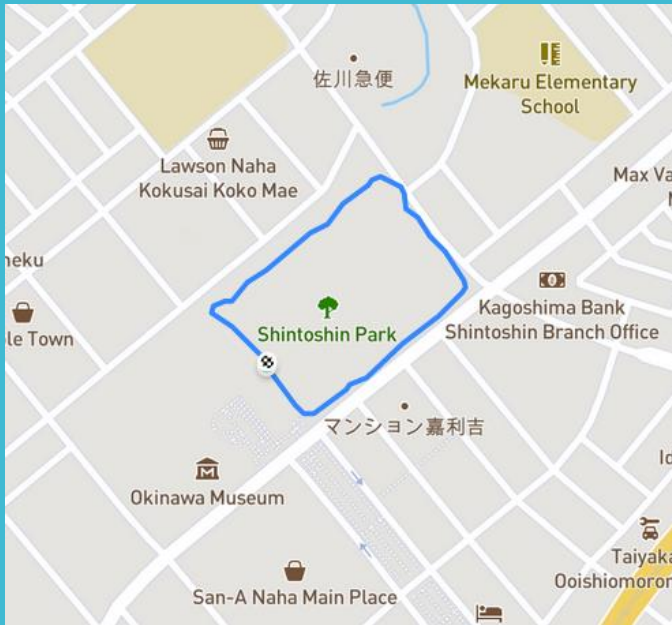 佐川急便
Mekaru Elementary
School
Lawson Naha
Kokusai Koko Mae
Max Va
neku
le Town
Shintoshin Park
Kagoshima Bank
Shintoshin Branch Office
マンション嘉利吉
Okinawa Museum
Taiyaka
Ooishiomoror
San-A Naha Main Place